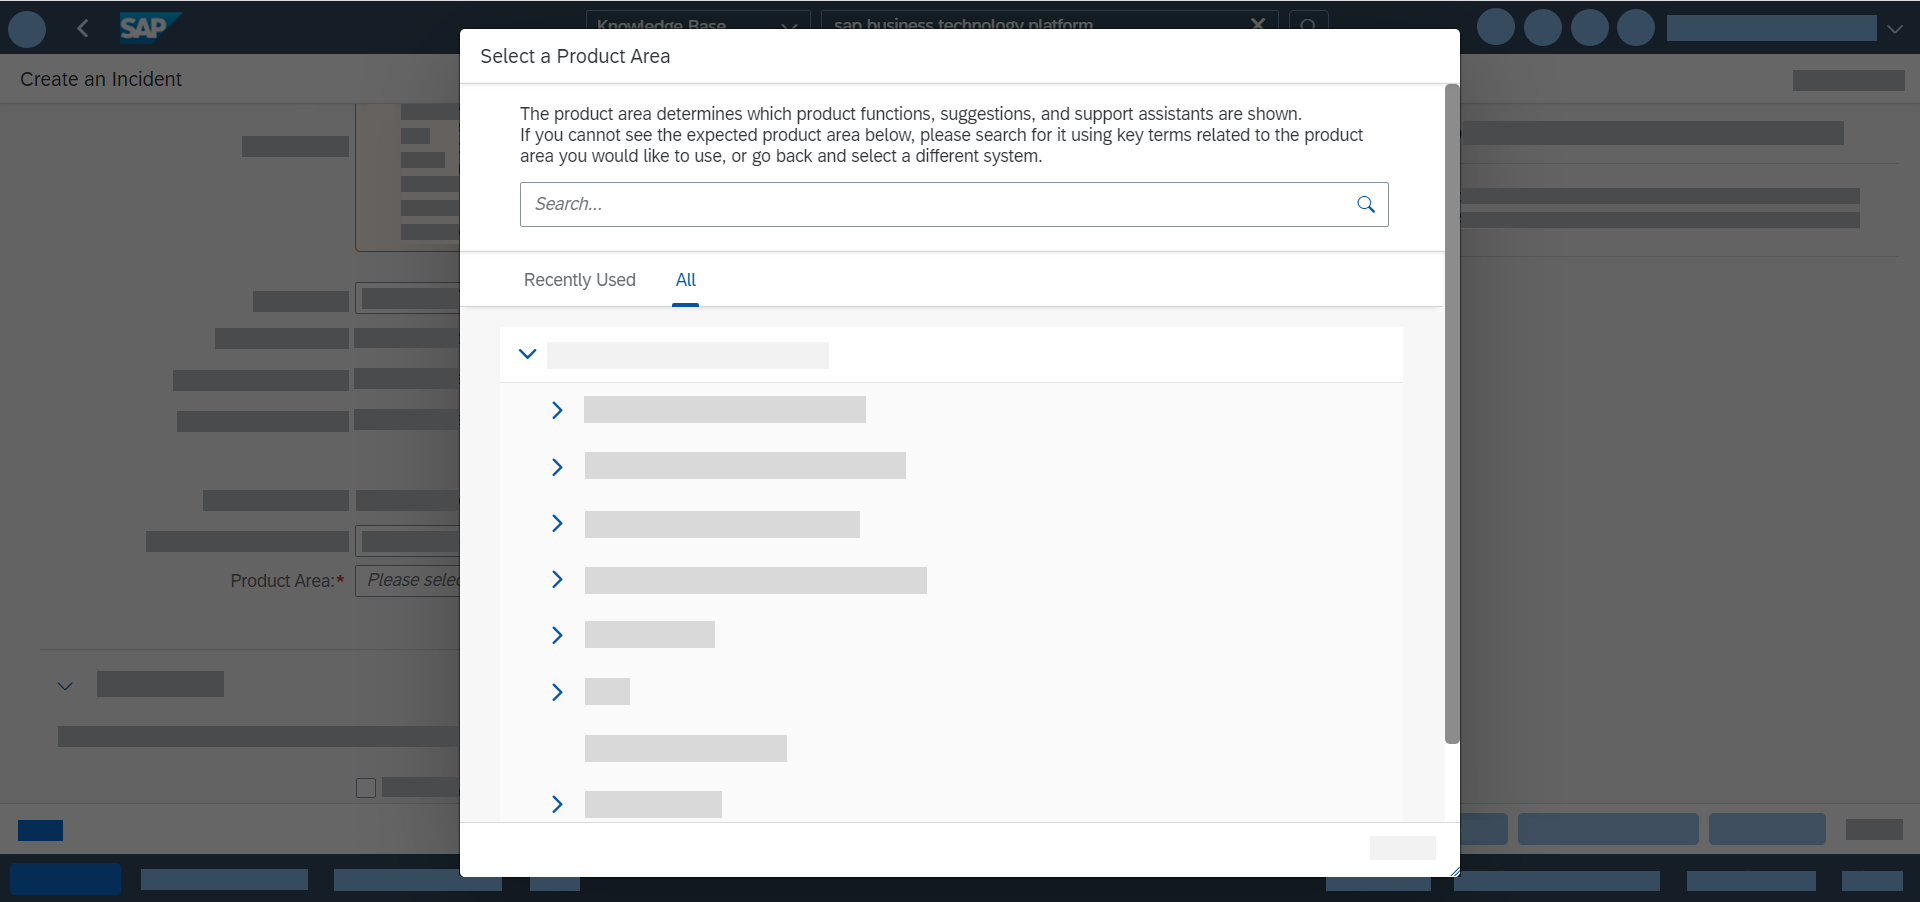 SAP
Knowledge Base
sap business technology platform
Create an Incident
Select a Product Area
The product area determines which product functions, suggestions, and support assistants are shown.
If you cannot see the expected product area below, please search for it using key terms related to the product
area you would like to use, or go back and select a different system.
Search...
Recently Used
All
Product Area:*
Please selec